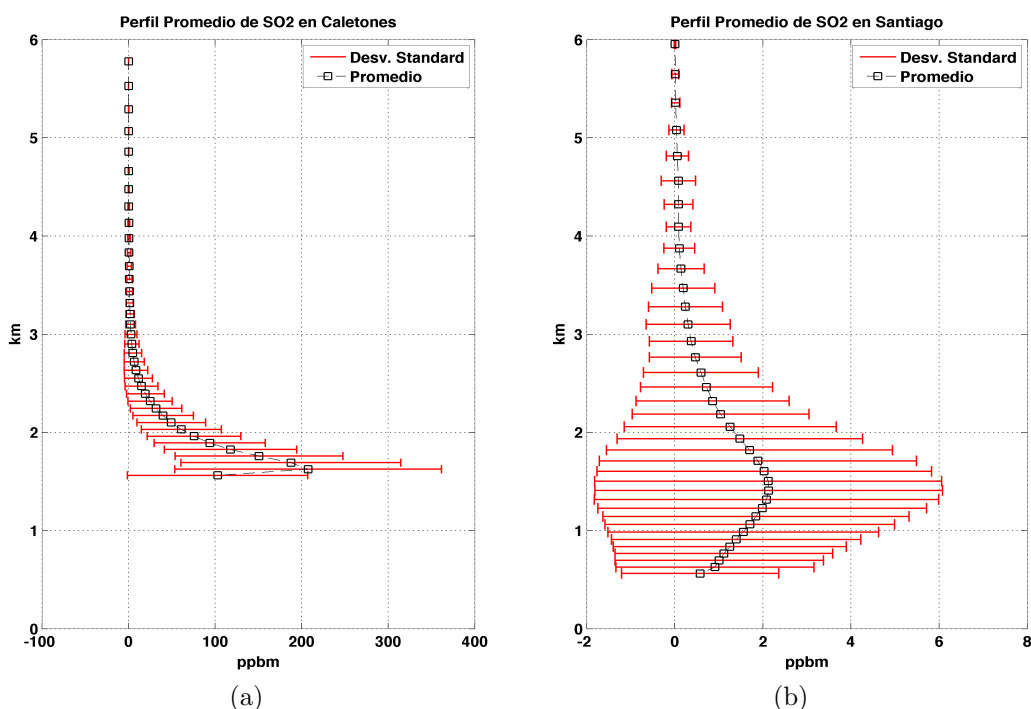 Perfil Promedio de SO2 en Caletones
6
5
4
3
2
1
0
km
-100
0
100
200
300
400
ppbm
Desv. Standard
Promedio
(a)
Perfil Promedio de SO2 en Santiago
6
5
4
3
2
1
0
km
-2
0
2
4
6
8
ppbm
Desv. Standard
Promedio
(b)